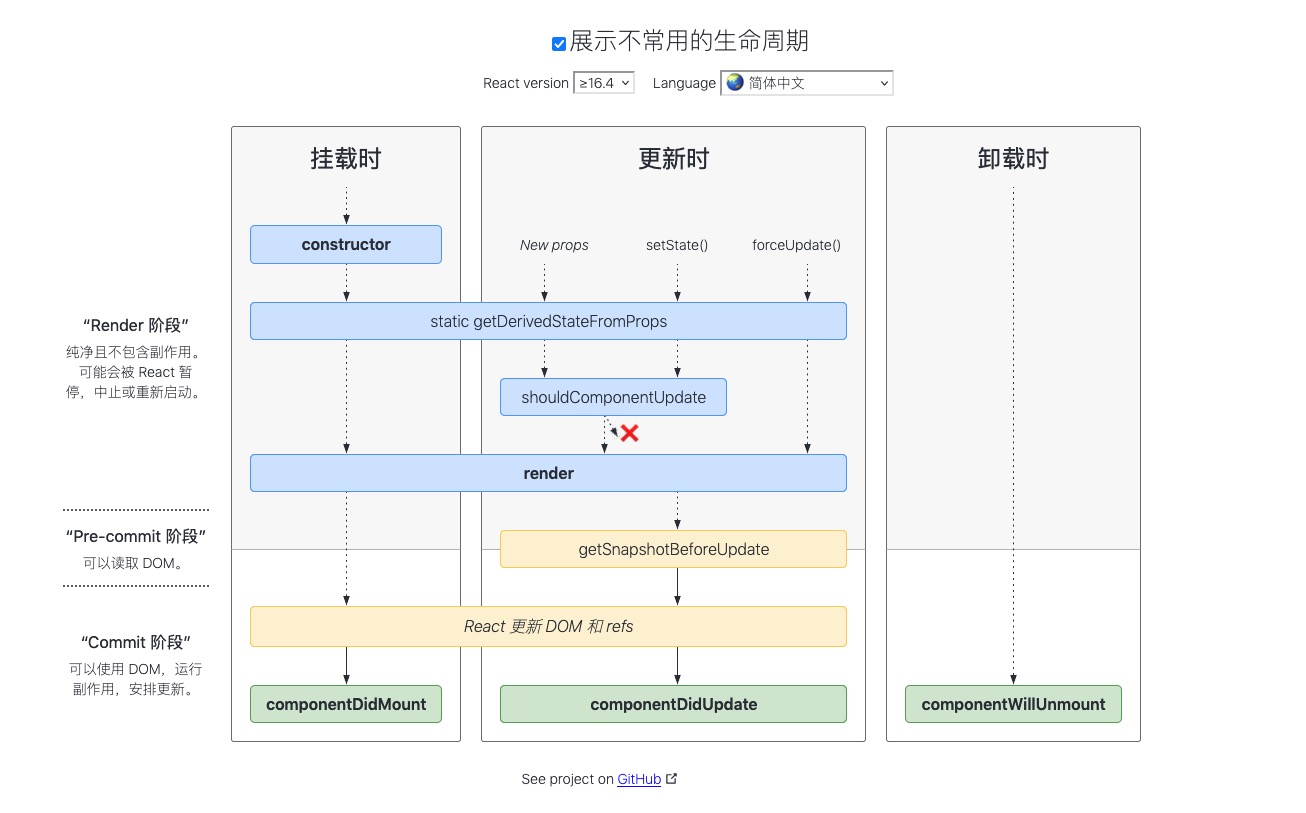 展示不常用的生命周期
React version ≥16.4 Language 简体中文
挂载时
更新时
卸载时
constructor
New props
setState()
forceUpdate()
static getDerivedStateFromProps
shouldComponentUpdate
render
getSnapshotBeforeUpdate
React 更新 DOM 和 refs
componentDidMount
componentDidUpdate
componentWillUnmount
“Render 阶段”
纯净且不包含副作用。
可能会被 React 暂
停，中止或重新启动。
“Pre-commit 阶段”
可以读取 DOM。
“Commit 阶段”
可以使用 DOM，运行
副作用，安排更新。
See project on GitHub